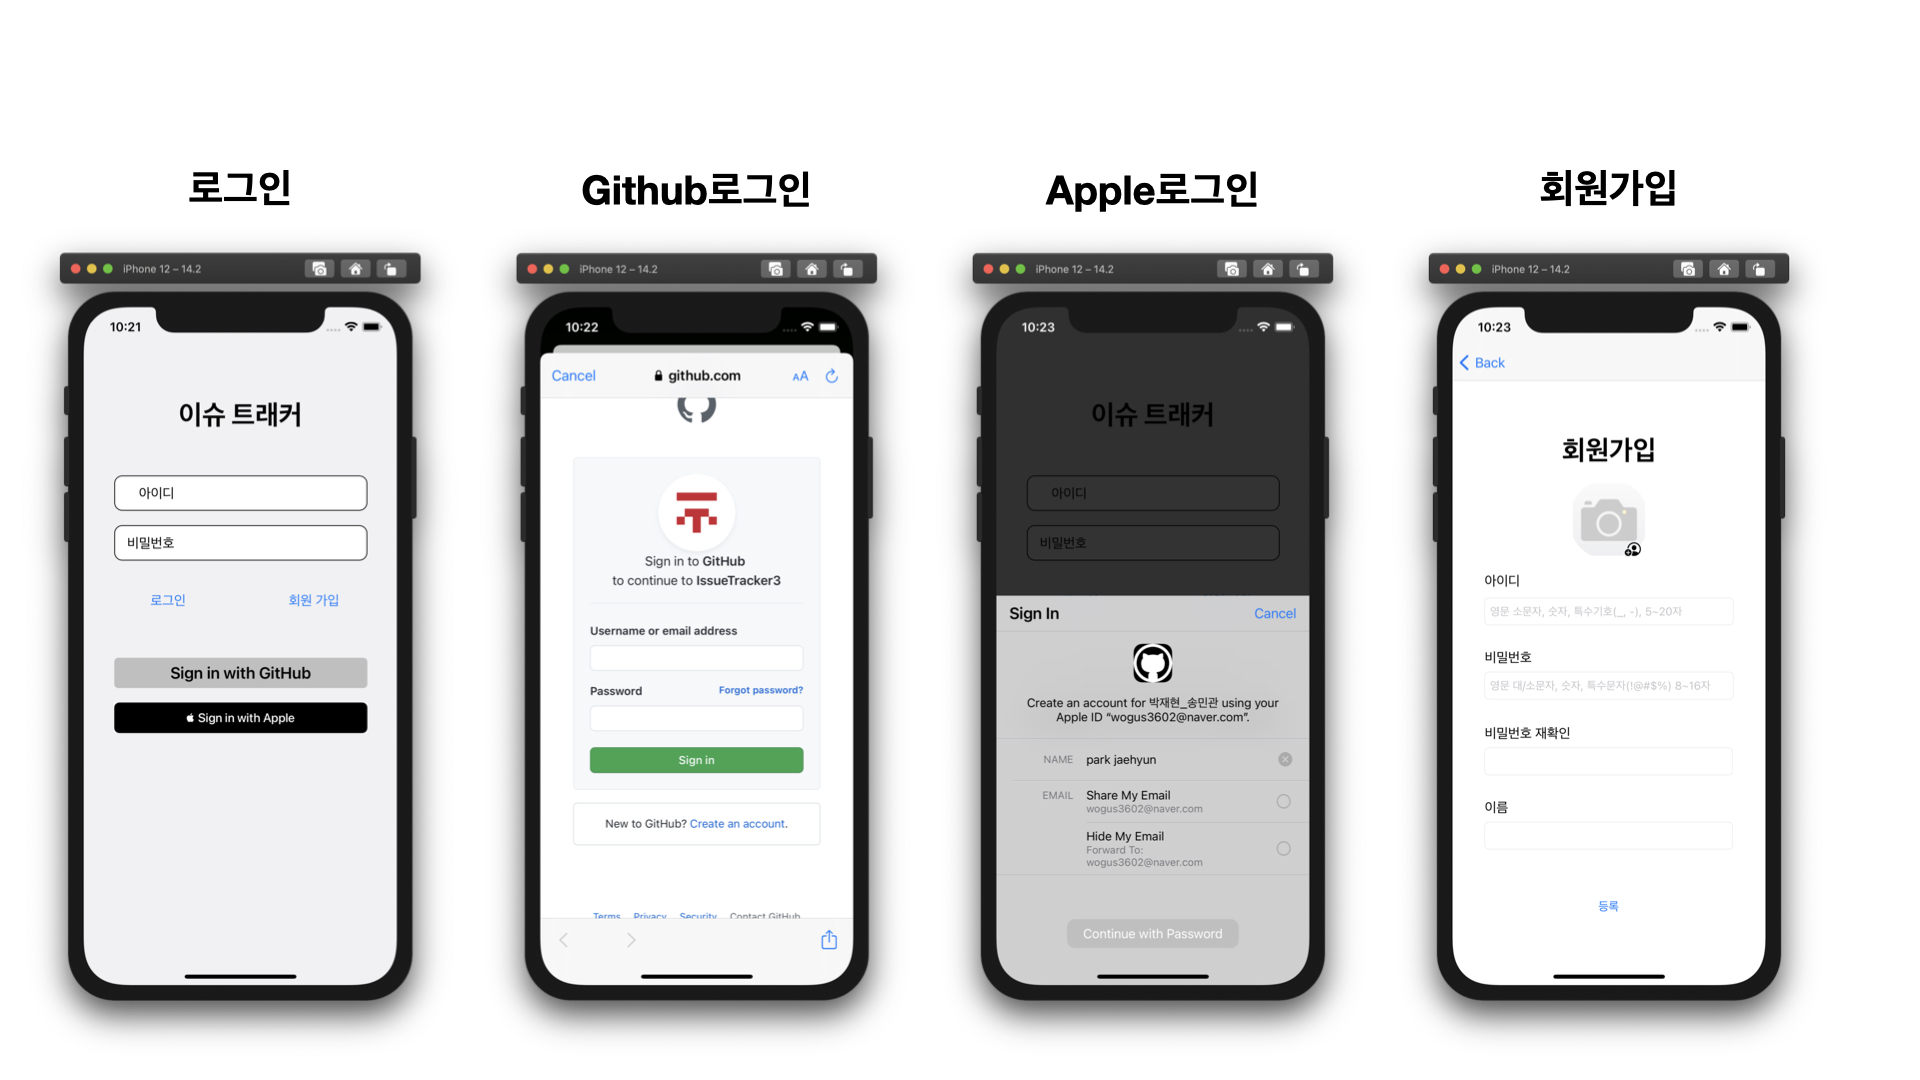 로그인
Github로그인
Apple로그인
회원가입
iPhone 12 – 14.2
10:21
이슈 트래커
아이디
비밀번호
로그인
회원 가입
Sign in with GitHub
Sign in with Apple
iPhone 12 – 14.2
10:22
Cancel
github.com
AA
Sign in to GitHub
to continue to IssueTracker3
Username or email address
Password
Forgot password?
Sign in
New to GitHub? Create an account.
Terms
Privacy
Security
Contact GitHub
iPhone 12 – 14.2
10:23
이슈 트래커
아이디
비밀번호
Sign In
Cancel
Create an account for 박재현_송민관 using your
Apple ID “wogus3602@naver.com”.
NAME
park jaehyun
EMAIL
Share My Email
wogus3602@naver.com
Hide My Email
Forward To:
wogus3602@naver.com
Continue with Password
iPhone 12 – 14.2
10:23
Back
회원가입
아이디
영문 소문자, 숫자, 특수기호(_, -), 5~20자
비밀번호
영문 대/소문자, 숫자, 특수문자(!@#$%) 8~16자
비밀번호 재확인
이름
등록